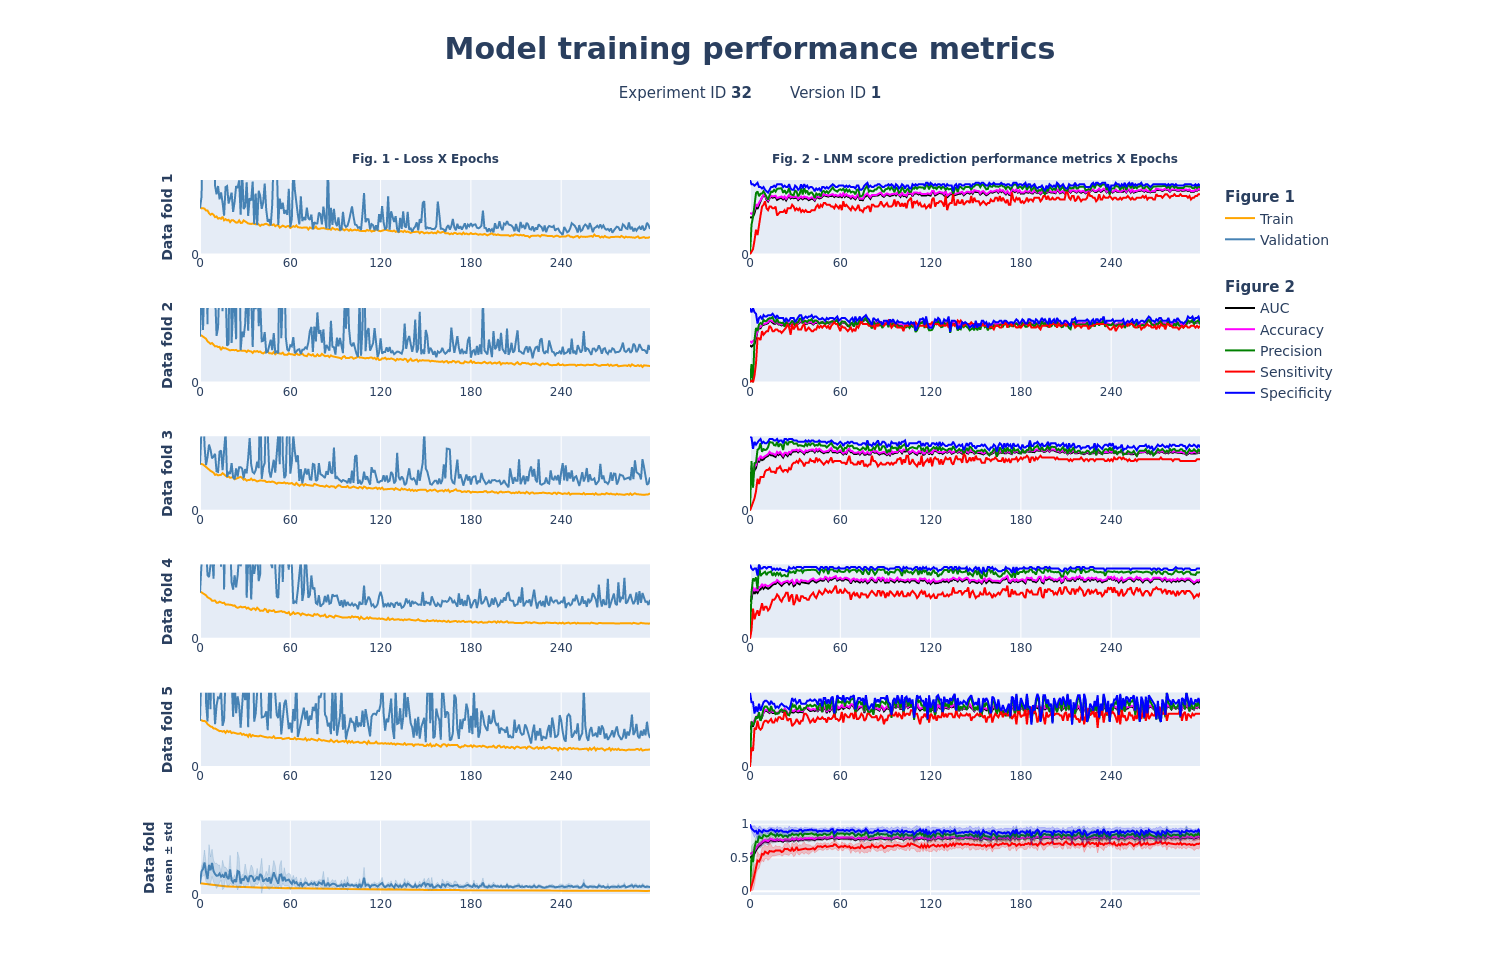 Model training performance metrics
Experiment ID 32 Version ID 1
Fig. 1 - Loss X Epochs
Fig. 2 - LNM score prediction performance metrics X Epochs
Data fold 1
0
0 60 120 180 240
0
0 60 120 180 240
Data fold 2
0
0 60 120 180 240
0
0 60 120 180 240
Data fold 3
0
0 60 120 180 240
0
0 60 120 180 240
Data fold 4
0
0 60 120 180 240
0
0 60 120 180 240
Data fold 5
0
0 60 120 180 240
0
0 60 120 180 240
Data fold
mean ± std
0
0 60 120 180 240
1
0.5
0
0 60 120 180 240
Figure 1
Train
Validation
Figure 2
AUC
Accuracy
Precision
Sensitivity
Specificity